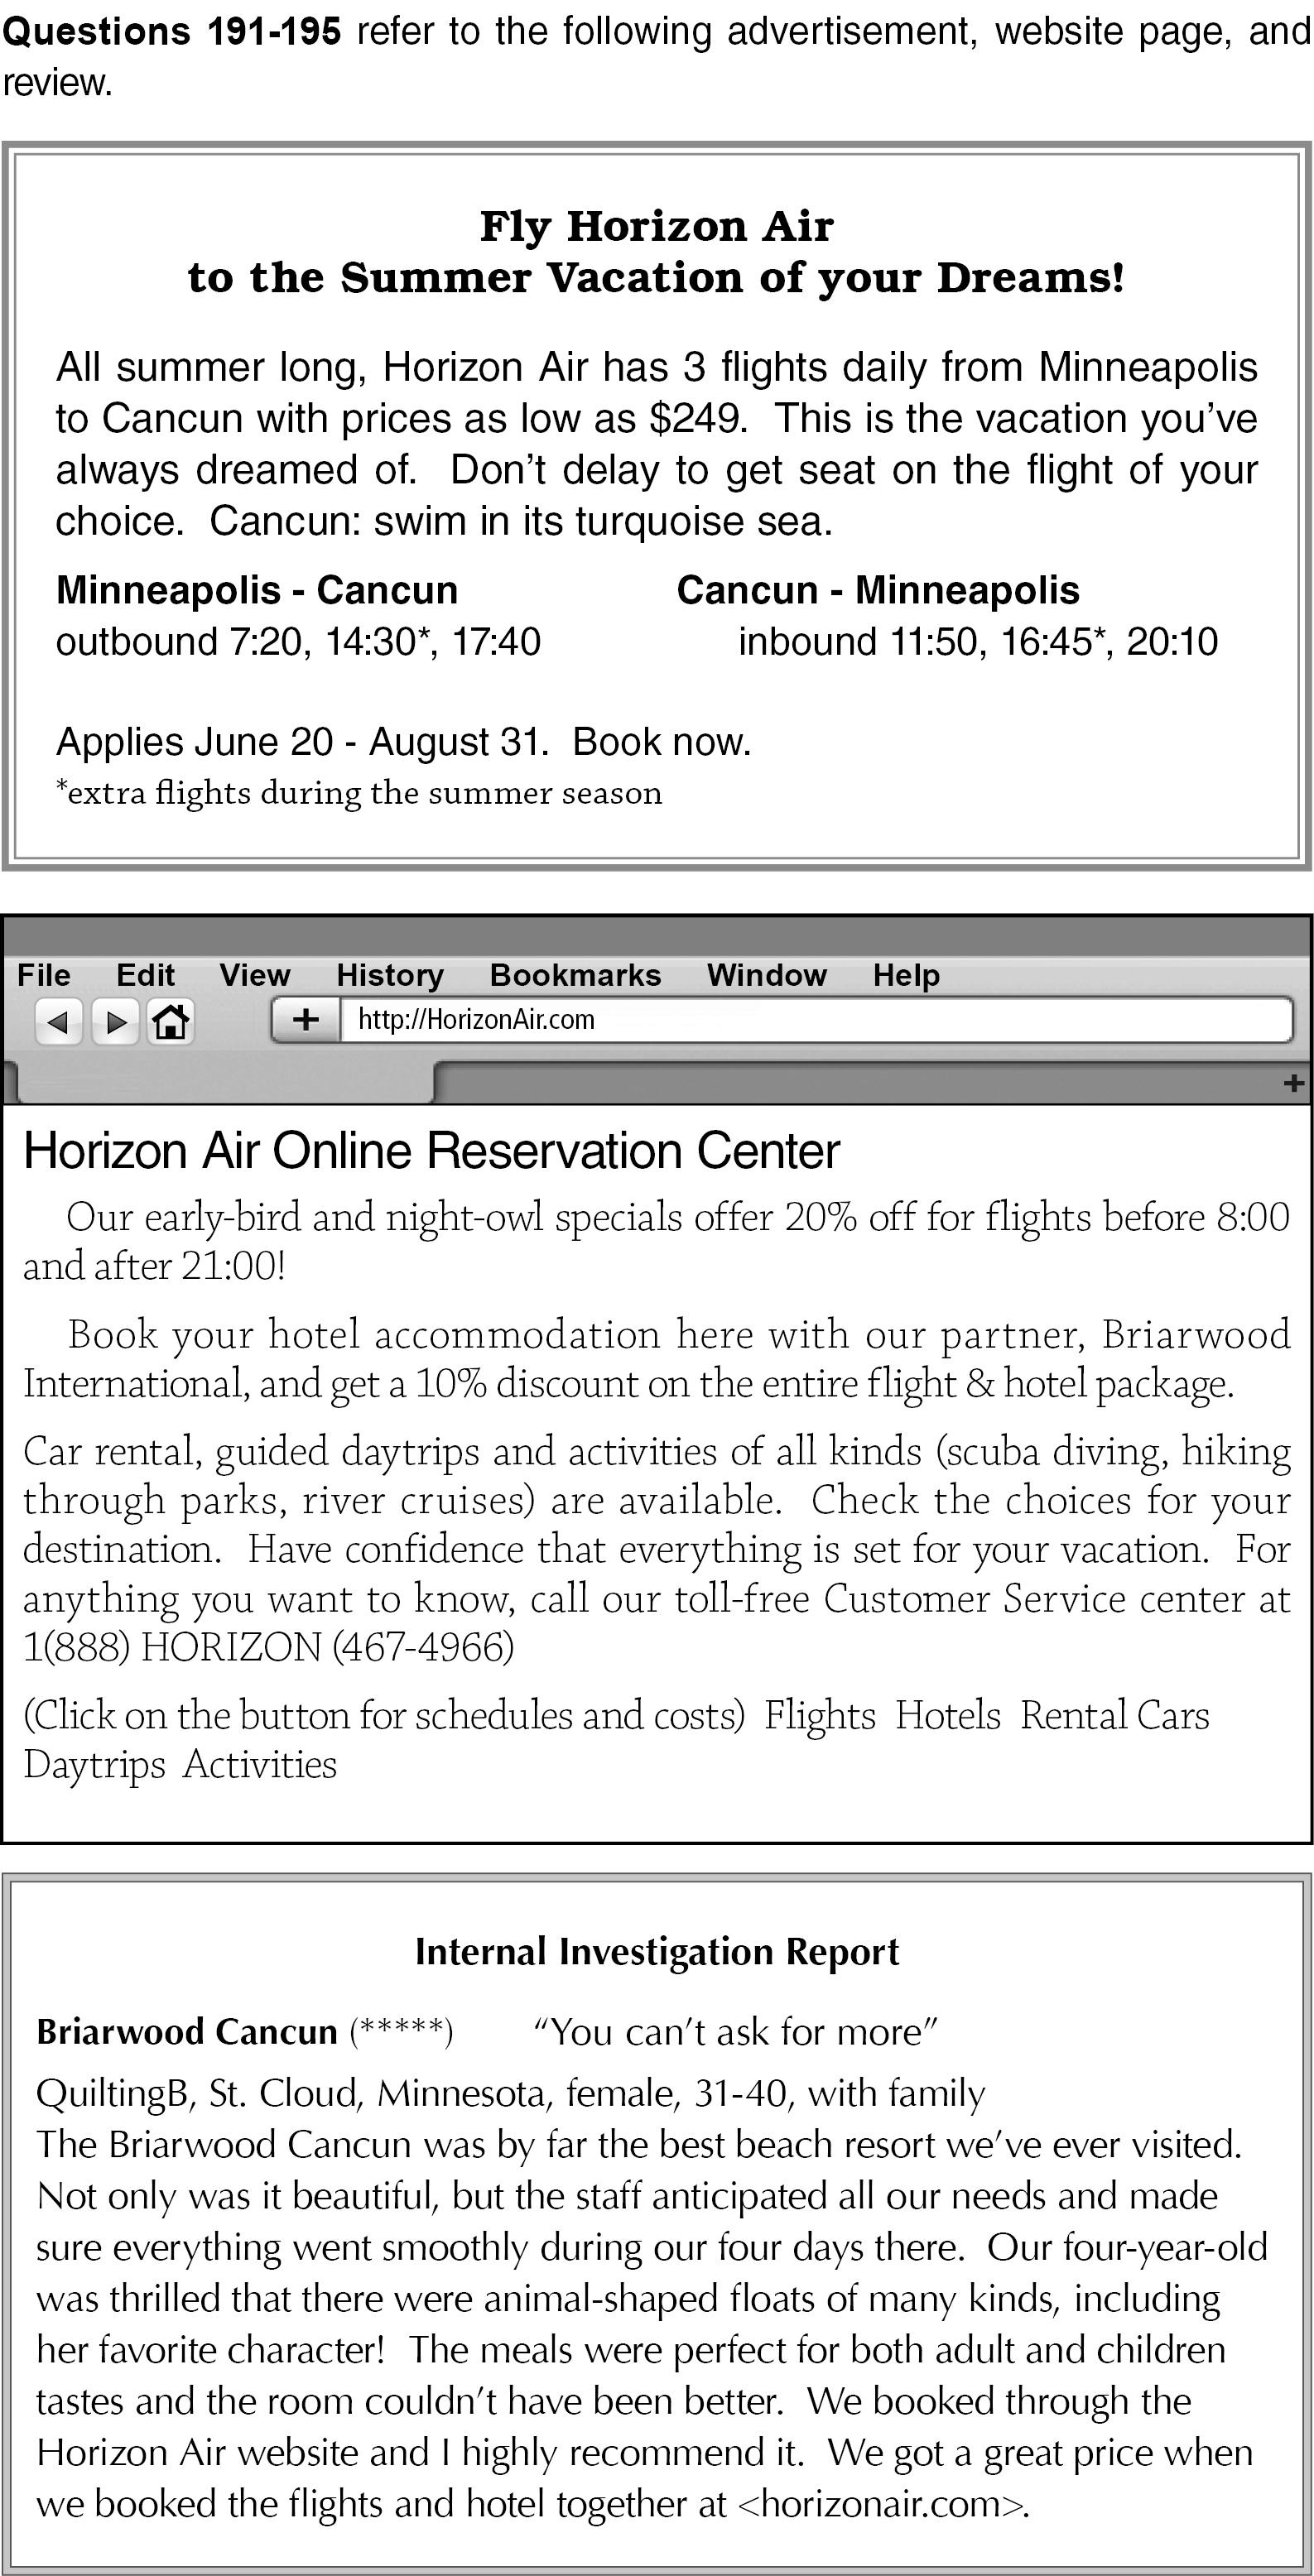 Questions 191-195 refer to the following advertisement, website page, and
review.
Fly Horizon Air
to the Summer Vacation of your Dreams!
All summer long, Horizon Air has 3 flights daily from Minneapolis
to Cancun with prices as low as $249. This is the vacation you've
always dreamed of. Don't delay to get seat on the flight of your
choice. Cancun: swim in its turquoise sea.
Minneapolis - Cancun Cancun - Minneapolis
outbound 7:20, 14:30*, 17:40 inbound 11:50, 16:45*, 20:10
Applies June 20 - August 31. Book now.
*extra flights during the summer season
File Edit View History Bookmarks Window Help
+ http://HorizonAir.com
+
Horizon Air Online Reservation Center
Our early-bird and night-owl specials offer 20% off for flights before 8:00
and after 21:00!
Book your hotel accommodation here with our partner, Briarwood
International, and get a 10% discount on the entire flight & hotel package.
Car rental, guided daytrips and activities of all kinds (scuba diving, hiking
through parks, river cruises) are available. Check the choices for your
destination. Have confidence that everything is set for your vacation. For
anything you want to know, call our toll-free Customer Service center at
1(888) HORIZON (467-4966)
(Click on the button for schedules and costs) Flights Hotels Rental Cars
Daytrips Activities
Internal Investigation Report
Briarwood Cancun (*****) "You can't ask for more"
QuiltingB, St. Cloud, Minnesota, female, 31-40, with family
The Briarwood Cancun was by far the best beach resort we've ever visited.
Not only was it beautiful, but the staff anticipated all our needs and made
sure everything went smoothly during our four days there. Our four-year-old
was thrilled that there were animal-shaped floats of many kinds, including
her favorite character! The meals were perfect for both adult and children
tastes and the room couldn't have been better. We booked through the
Horizon Air website and I highly recommend it. We got a great price when
we booked the flights and hotel together at <horizonair.com>.